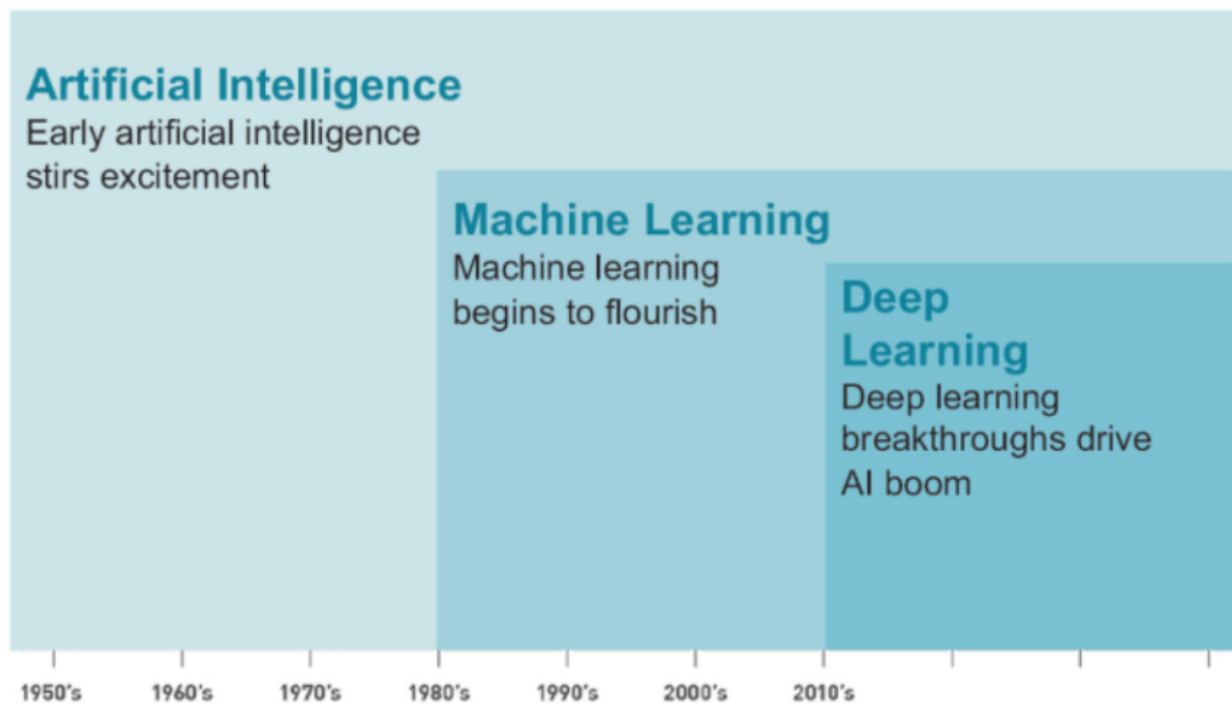 Artificial Intelligence
Early artificial intelligence
stirs excitement
Machine Learning
Machine learning
begins to flourish
Deep
Learning
Deep learning
breakthroughs drive
AI boom
1950's 1960's 1970's 1980's 1990's 2000's 2010's